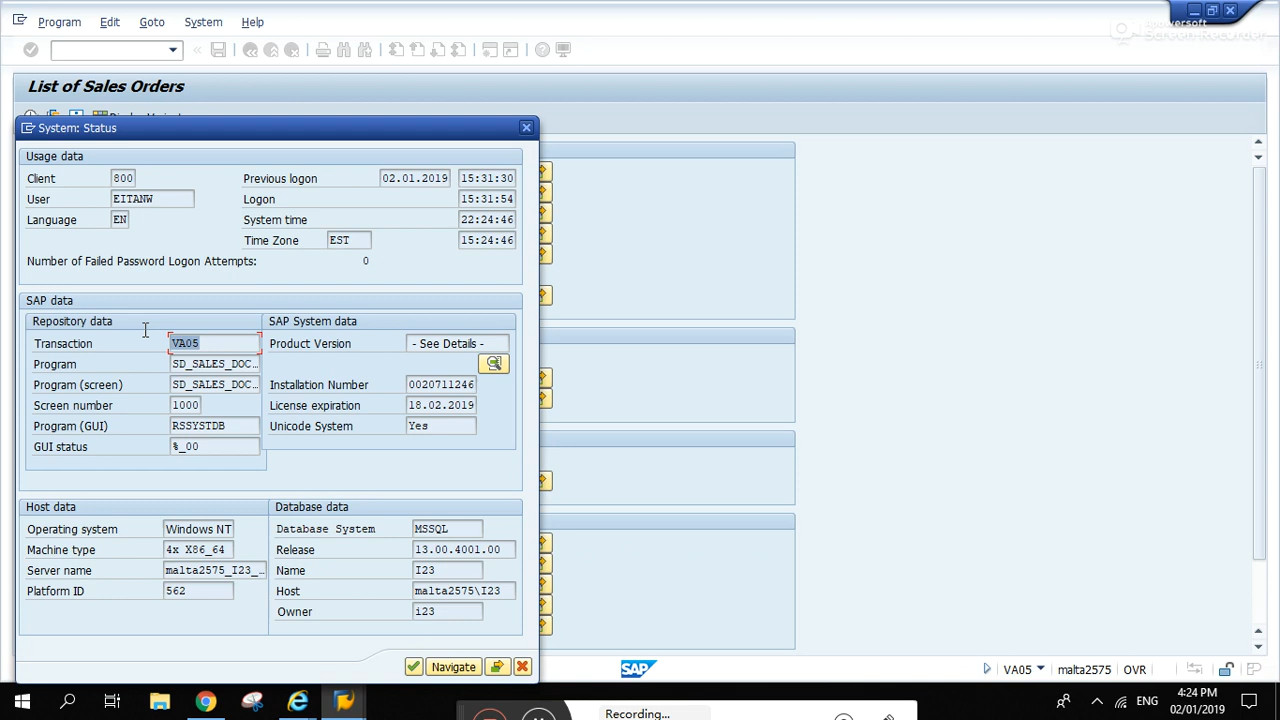 Program Edit Goto System Help
Apowersoft
Screen Recorder
List of Sales Orders
System: Status
Usage data
Client 800 Previous logon 02.01.2019 15:31:30
User EITANW Logon 15:31:54
Language EN System time 22:24:46
Time Zone EST 15:24:46
Number of Failed Password Logon Attempts: 0
SAP data
Repository data SAP System data
Transaction VA05 Product Version - See Details -
Program SD_SALES_DOC…
Program (screen) SD_SALES_DOC… Installation Number 0020711246
Screen number 1000 License expiration 18.02.2019
Program (GUI) RSSYSTDB Unicode System Yes
GUI status %_00
Host data Database data
Operating system Windows NT Database System MSSQL
Machine type 4x X86_64 Release 13.00.4001.00
Server name malta2575_I23_… Name I23
Platform ID 562 Host malta2575\I23
Owner i23
Navigate
SAP VA05 malta2575 OVR
ENG 4:24 PM
02/01/2019
Recording...